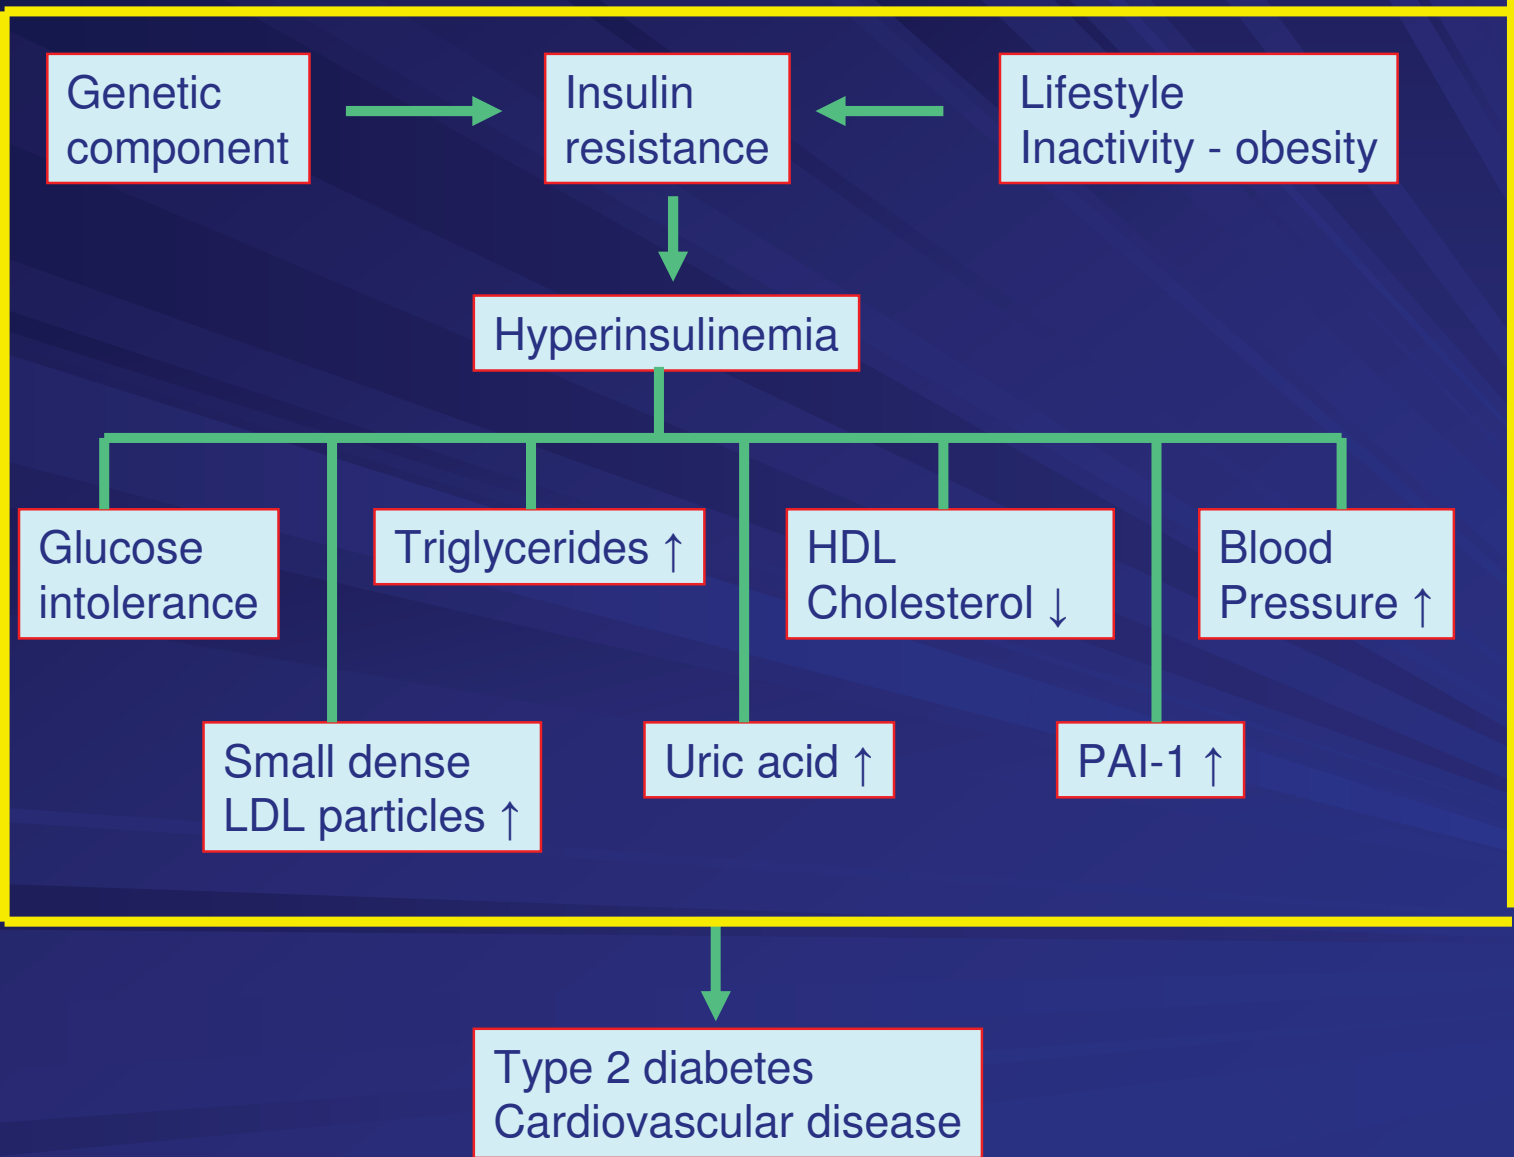 Genetic
component
Insulin
resistance
Lifestyle
Inactivity - obesity
Hyperinsulinemia
Glucose
intolerance
Triglycerides ↑
HDL
Cholesterol ↓
Blood
Pressure ↑
Small dense
LDL particles ↑
Uric acid ↑
PAI-1 ↑
Type 2 diabetes
Cardiovascular disease